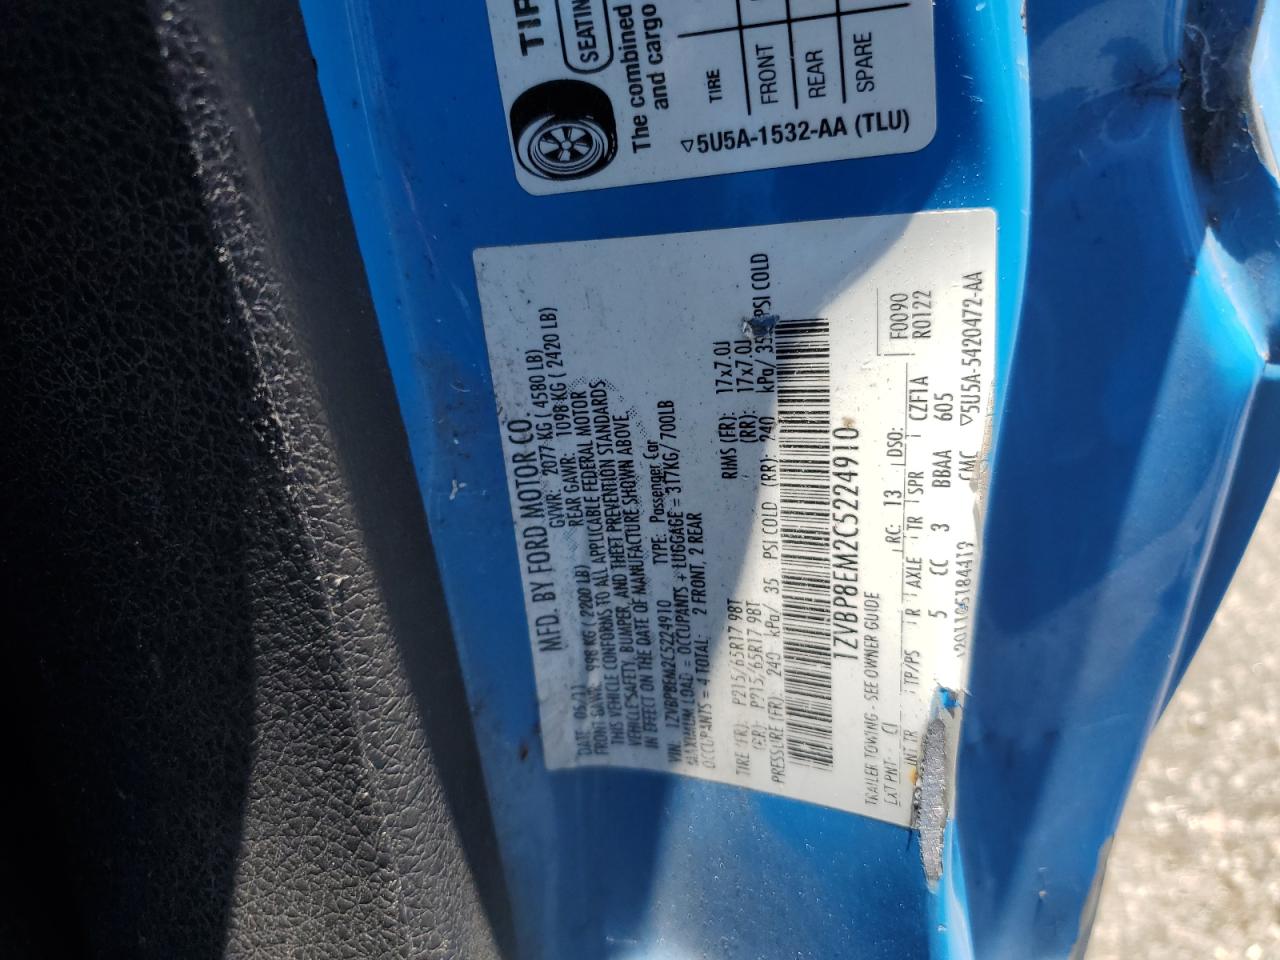 TIR
SEATIN
The combined
and cargo
TIRE
FRONT
REAR
SPARE
▽5U5A-1532-AA (TLU)
MFD. BY FORD MOTOR CO.
DATE: 05/11 GVWR: 2077 KG ( 4580 LB)
FRONT GAWR: 998 KG ( 2200 LB) REAR GAWR: 1098 KG ( 2420 LB)
THIS VEHICLE CONFORMS TO ALL APPLICABLE FEDERAL MOTOR
VEHICLE SAFETY, BUMPER, AND THEFT PREVENTION STANDARDS
IN EFFECT ON THE DATE OF MANUFACTURE SHOWN ABOVE.
VIN: 1ZVBP8EM2C5224910 TYPE: Passenger Car
MAXIMUM LOAD = OCCUPANTS + LUGGAGE = 317KG/700LB
OCCUPANTS = 4 TOTAL: 2 FRONT, 2 REAR
TIRE (FR): P215/65R17 98T RIMS (FR): 17x7.0J
(RR): P215/65R17 98T (RR): 17x7.0J
PRESSURE (FR): 240 kPa/ 35 PSI COLD (RR): 240 kPa/ 35 PSI COLD
1ZVBP8EM2C5224910
TRAILER TOWING - SEE OWNER GUIDE
EXT PNT: CI RC: 13 DSO: F0090
R0122
INT TR TP/PS R AXLE TR SPR CZF1A
5 CC 3 BBAA 605
GMC ▽5U5A-5420472-AA